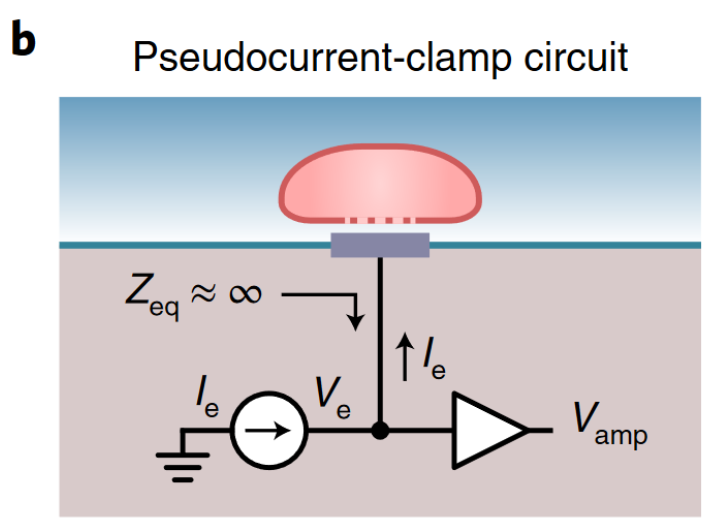 b
Pseudocurrent-clamp circuit
Zeq ≈ ∞
Ie
Ie
Ve
Vamp